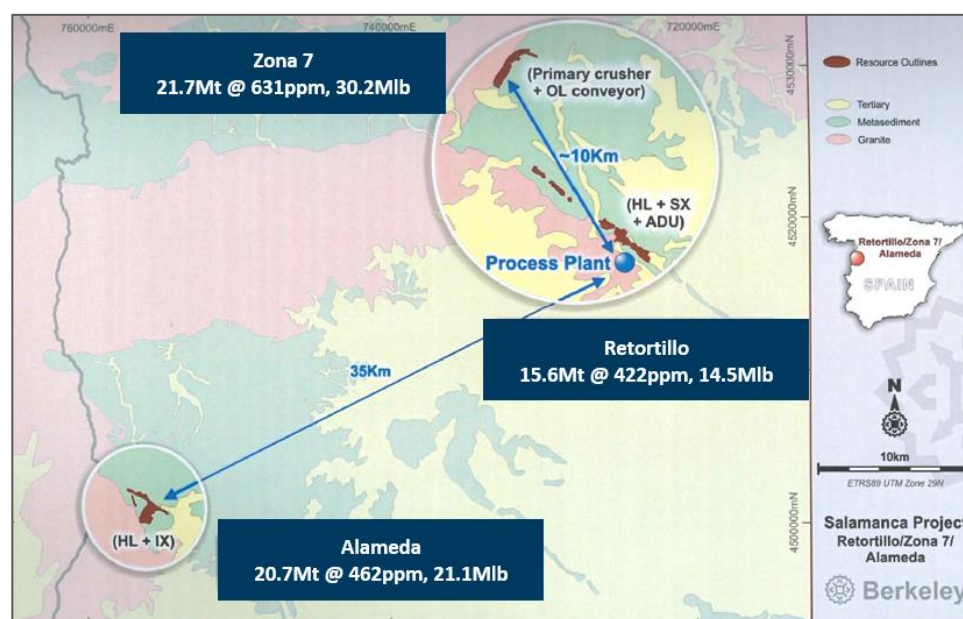 760000mE
740000mE
720000mE
Zona 7
21.7Mt @ 631ppm, 30.2Mlb
(Primary crusher
+ OL conveyor)
~10Km
(HL + SX
+ ADU)
Process Plant
4530000mN
4520000mN
4500000mN
Retortillo
15.6Mt @ 422ppm, 14.5Mlb
35Km
(HL + IX)
Alameda
20.7Mt @ 462ppm, 21.1Mlb
Resource Outlines
Tertiary
Metasediment
Granite
Retortillo/Zona 7/
Alameda
SPAIN
N
10km
ETRS89 UTM Zone 29N
Salamanca Project
Retortillo/Zona 7/
Alameda
Berkeley